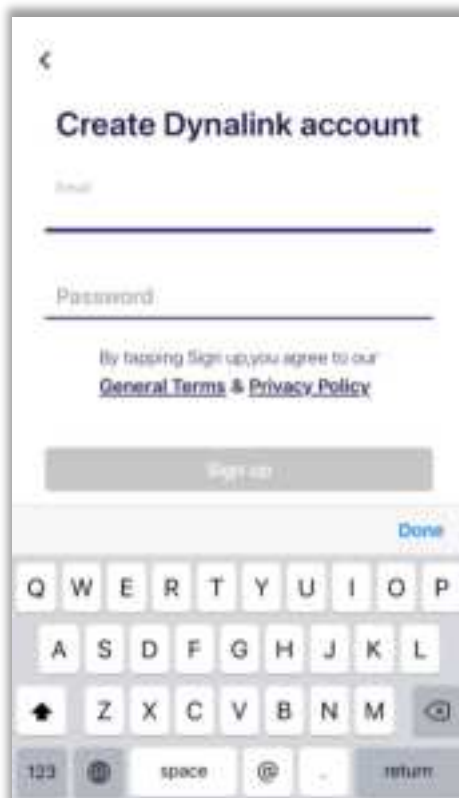 Create Dynalink account
Email
Password
By tapping Sign up,you agree to our
General Terms & Privacy Policy
Sign up
Done
Q W E R T Y U I O P
A S D F G H J K L
Z X C V B N M
123 space @ . return